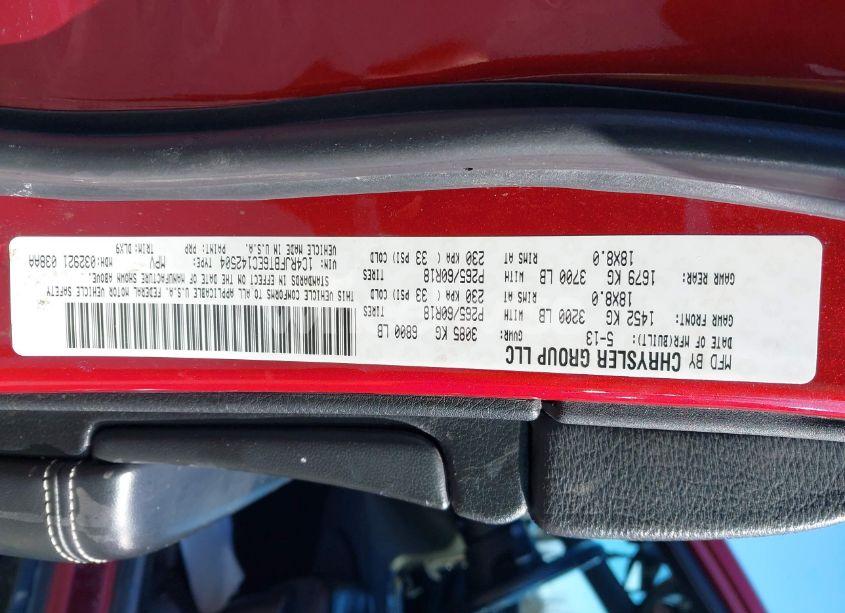 MFD BY CHRYSLER GROUP LLC
DATE OF MFR(BUILT): 5-13 GVWR: 3085 KG 6800 LB
GAWR FRONT: 1452 KG 3200 LB WITH P265/60R18 TIRES
18X8.0 RIMS AT 230 KPA( 33 PSI) COLD
GAWR REAR: 1679 KG 3700 LB WITH P265/60R18 TIRES
18X8.0 RIMS AT 230 KPA( 33 PSI) COLD
THIS VEHICLE CONFORMS TO ALL APPLICABLE U.S.A. FEDERAL MOTOR VEHICLE SAFETY
STANDARDS IN EFFECT ON THE DATE OF MANUFACTURE SHOWN ABOVE.
VIN: 1C4RJFBT6EC142504 TYPE: MPV MDH:032921 038AA
VEHICLE MADE IN U.S.A. PAINT: PRP TRIM: DLX9